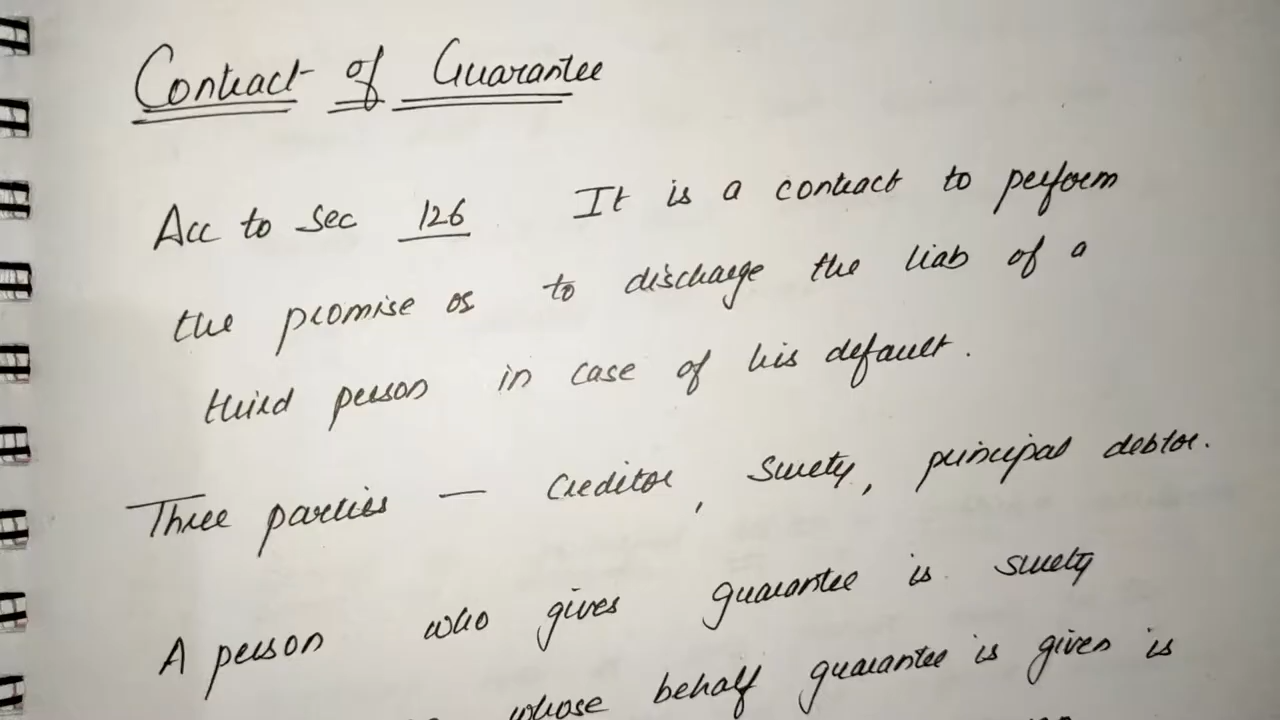 Contract of Guarantee
Acc to Sec 126 It is a contract to perform
the promise or to discharge the liab of a
third person in case of his default.
Three parties — Creditor, Surety, principal debtor.
A person who gives guarantee is surety
whose behalf guarantee is given is